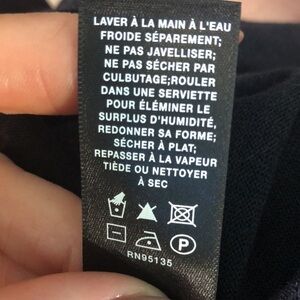 LAVER À LA MAIN À L'EAU
FROIDE SÉPARÉMENT;
NE PAS JAVELLISER;
NE PAS SÉCHER PAR
CULBUTAGE;ROULER
DANS UNE SERVIETTE
POUR ÉLÉMINER LE
SURPLUS D'HUMIDITÉ,
REDONNER SA FORME;
SÉCHER À PLAT;
REPASSER À LA VAPEUR
TIÈDE OU NETTOYER
À SEC
P
RN95135